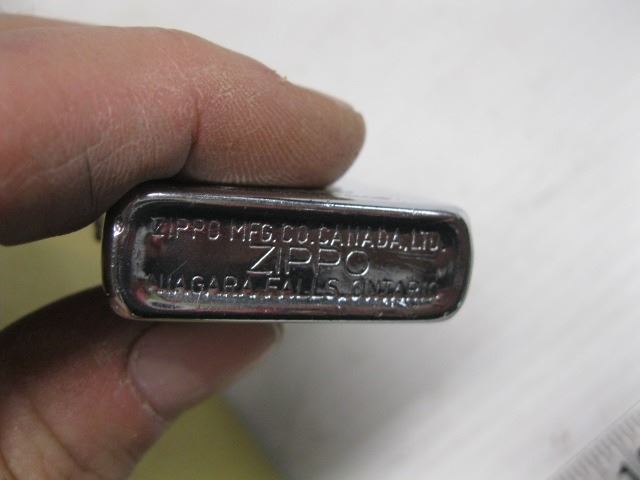 ZIPPO MFG. CO. CANADA, LTD.
ZIPPO
NIAGARA FALLS, ONTARIO